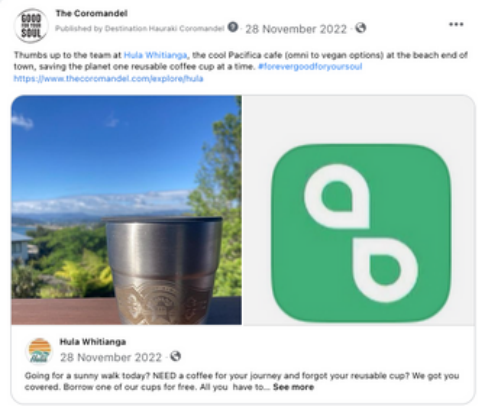 GOOD
FOR YOUR
SOUL
The Coromandel
Published by Destination Hauraki Coromandel · 28 November 2022 ·
Thumbs up to the team at Hula Whitianga, the cool Pacifica cafe (omni to vegan options) at the beach end of
town, saving the planet one reusable coffee cup at a time. #forevergoodforyoursoul
https://www.thecoromandel.com/explore/hula
Hula
Hula Whitianga
28 November 2022 ·
Going for a sunny walk today? NEED a coffee for your journey and forgot your reusable cup? We got you
covered. Borrow one of our cups for free. All you have to... See more